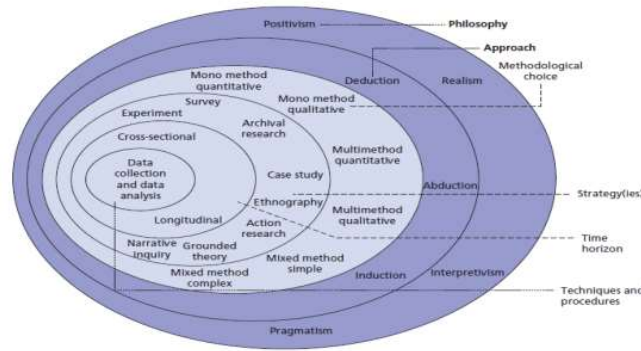 Positivism
Philosophy
Approach
Mono method
quantitative
Deduction
Realism
Methodological
choice
Survey
Mono method
qualitative
Experiment
Archival
research
Cross-sectional
Multimethod
quantitative
Data
collection
and data
analysis
Case study
Abduction
Strategy(ies)
Ethnography
Multimethod
qualitative
Longitudinal
Action
research
Time
horizon
Narrative
inquiry
Grounded
theory
Mixed method
simple
Mixed method
complex
Induction
Interpretivism
Techniques and
procedures
Pragmatism